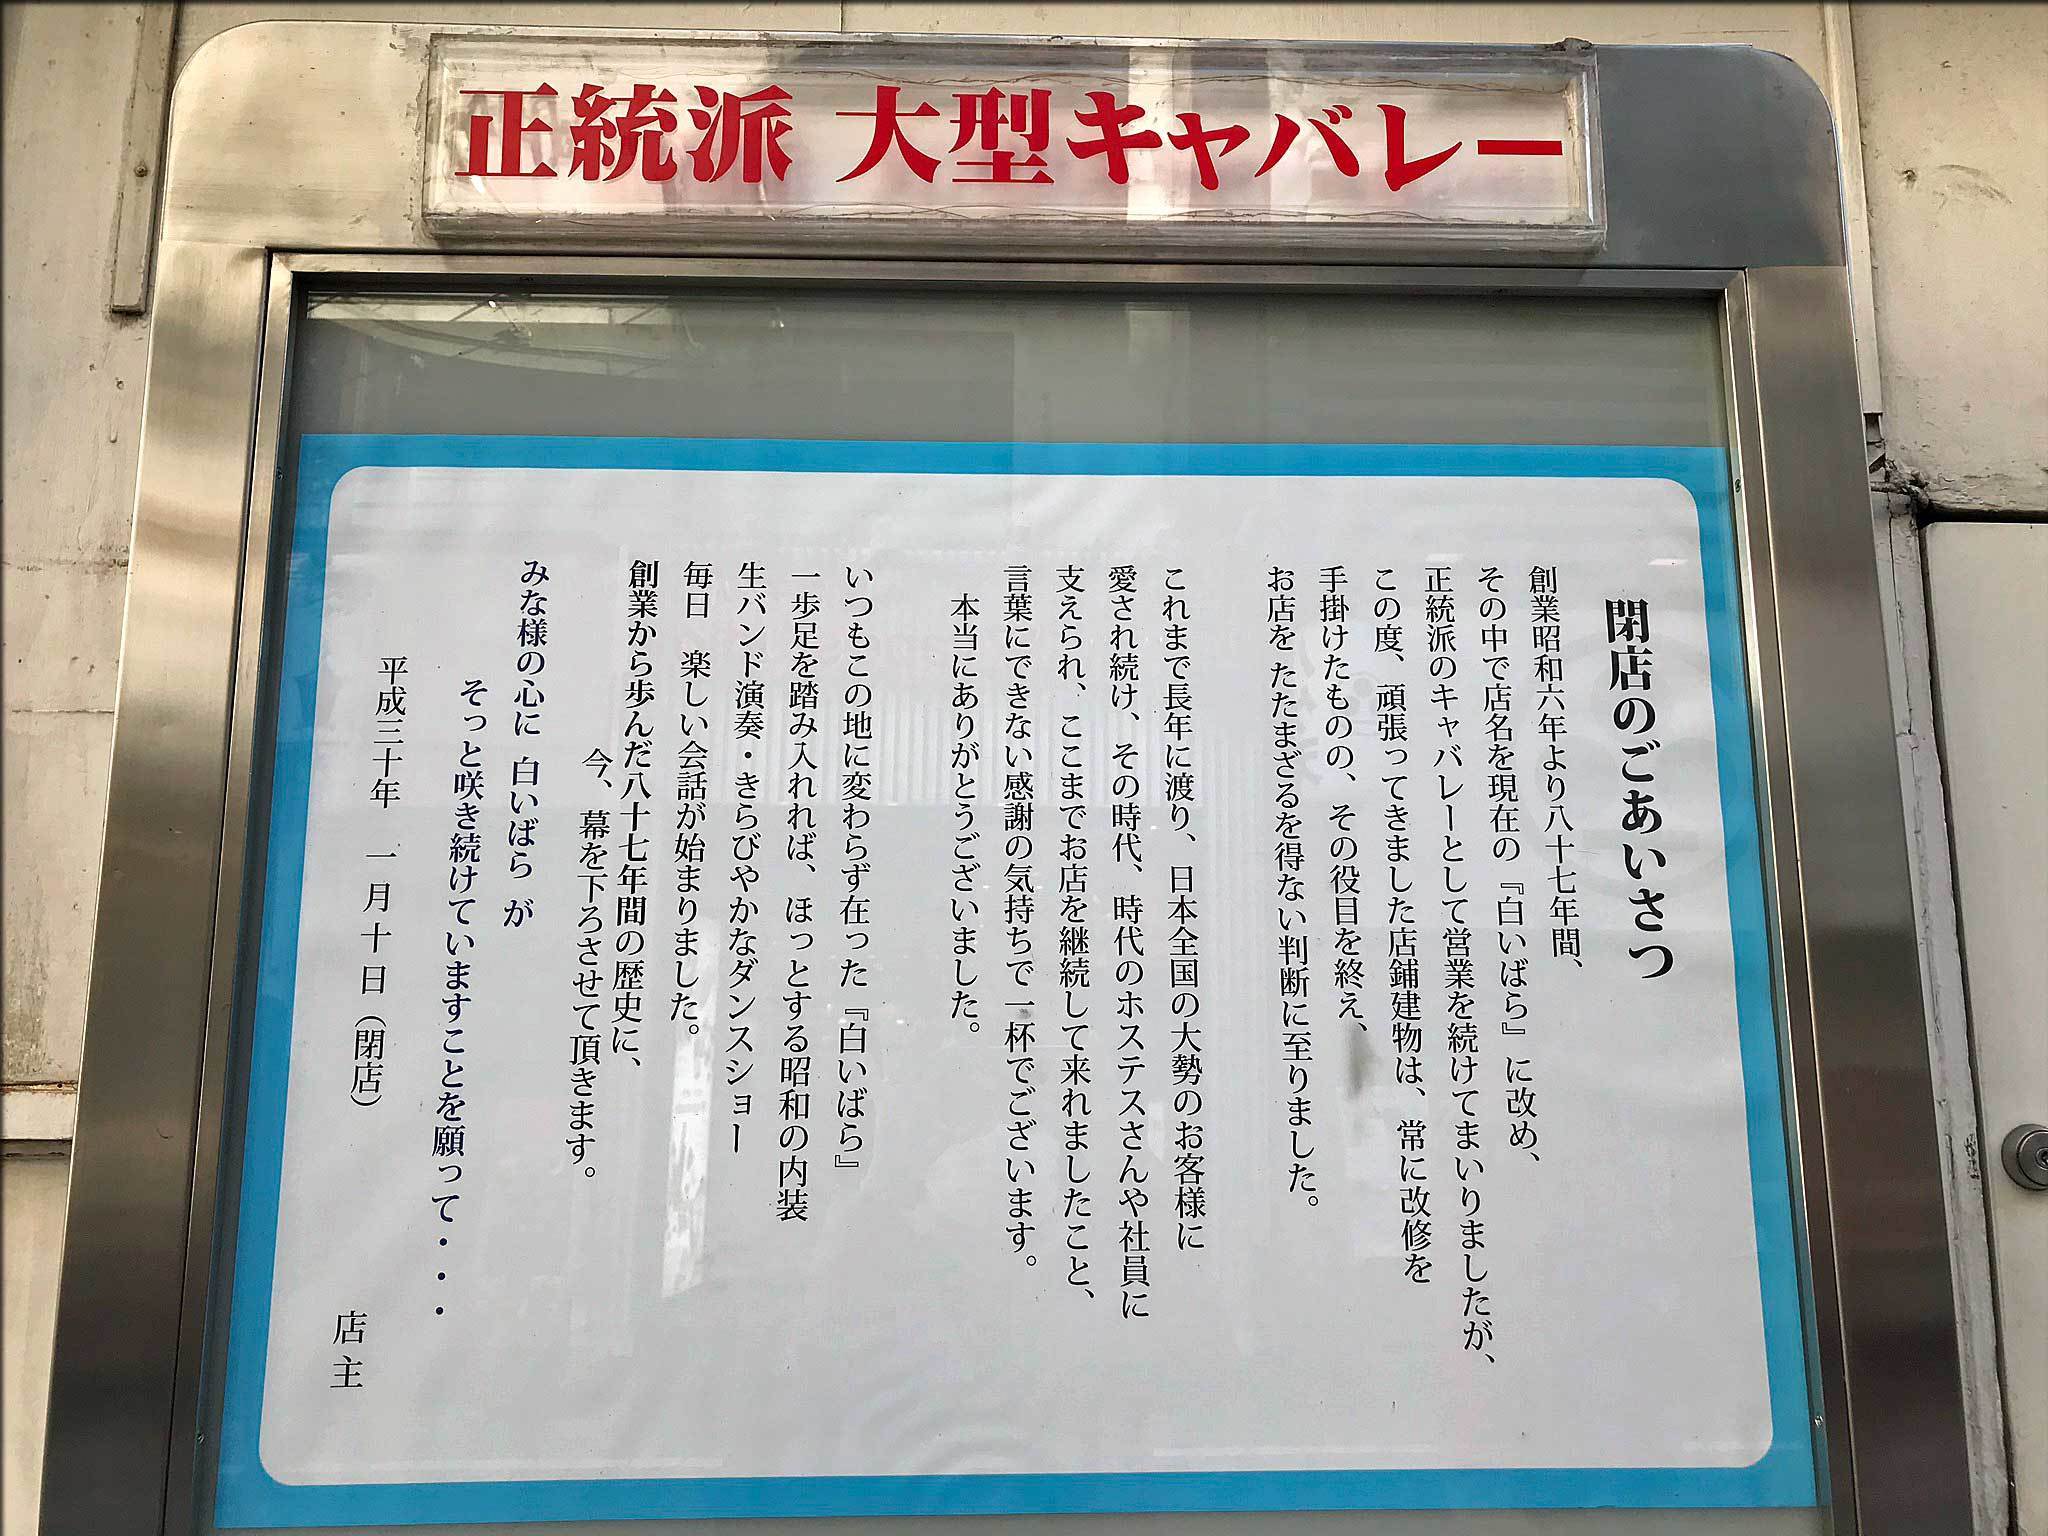 正統派 大型キャバレー
閉店のごあいさつ
創業昭和六年より八十七年間、
その中で店名を現在の『白いばら』に改め、
正統派のキャバレーとして営業を続けてまいりましたが、
この度、頑張ってきました店舗建物は、常に改修を
手掛けたものの、その役目を終え、
お店を たたまざるを得ない判断に至りました。
これまで長年に渡り、日本全国の大勢のお客様に
愛され続け、その時代、時代のホステスさんや社員に
支えられ、ここまでお店を継続して来れましたこと、
言葉にできない感謝の気持ちで一杯でございます。
本当にありがとうございました。
いつもこの地に変わらず在った『白いばら』
一歩足を踏み入れれば、ほっとする昭和の内装
生バンド演奏・きらびやかなダンスショー
毎日 楽しい会話が始まりました。
創業から歩んだ八十七年間の歴史に、
今、幕を下ろさせて頂きます。
みな様の心に 白いばら が
そっと咲き続けていますことを願って・・・・
平成三十年 一月十日（閉店）
店主